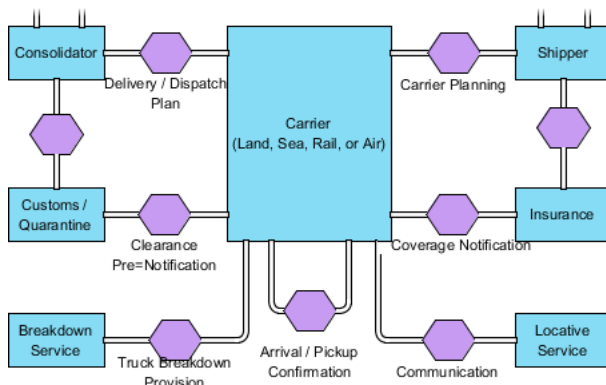 Consolidator
Delivery / Dispatch
Plan
Carrier
(Land, Sea, Rail, or Air)
Carrier Planning
Shipper
Customs /
Quarantine
Clearance
Pre=Notification
Coverage Notification
Insurance
Breakdown
Service
Truck Breakdown
Provision
Arrival / Pickup
Confirmation
Communication
Locative
Service